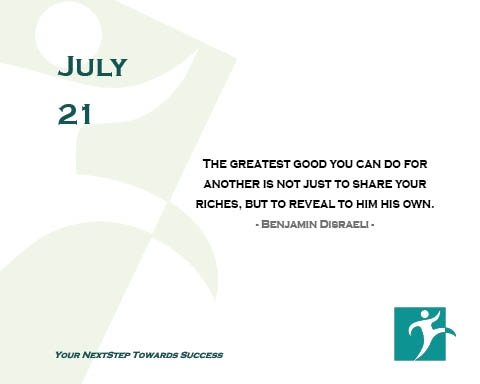 July
21
The greatest good you can do for
another is not just to share your
riches, but to reveal to him his own.
- Benjamin Disraeli -
Your NextStep Towards Success